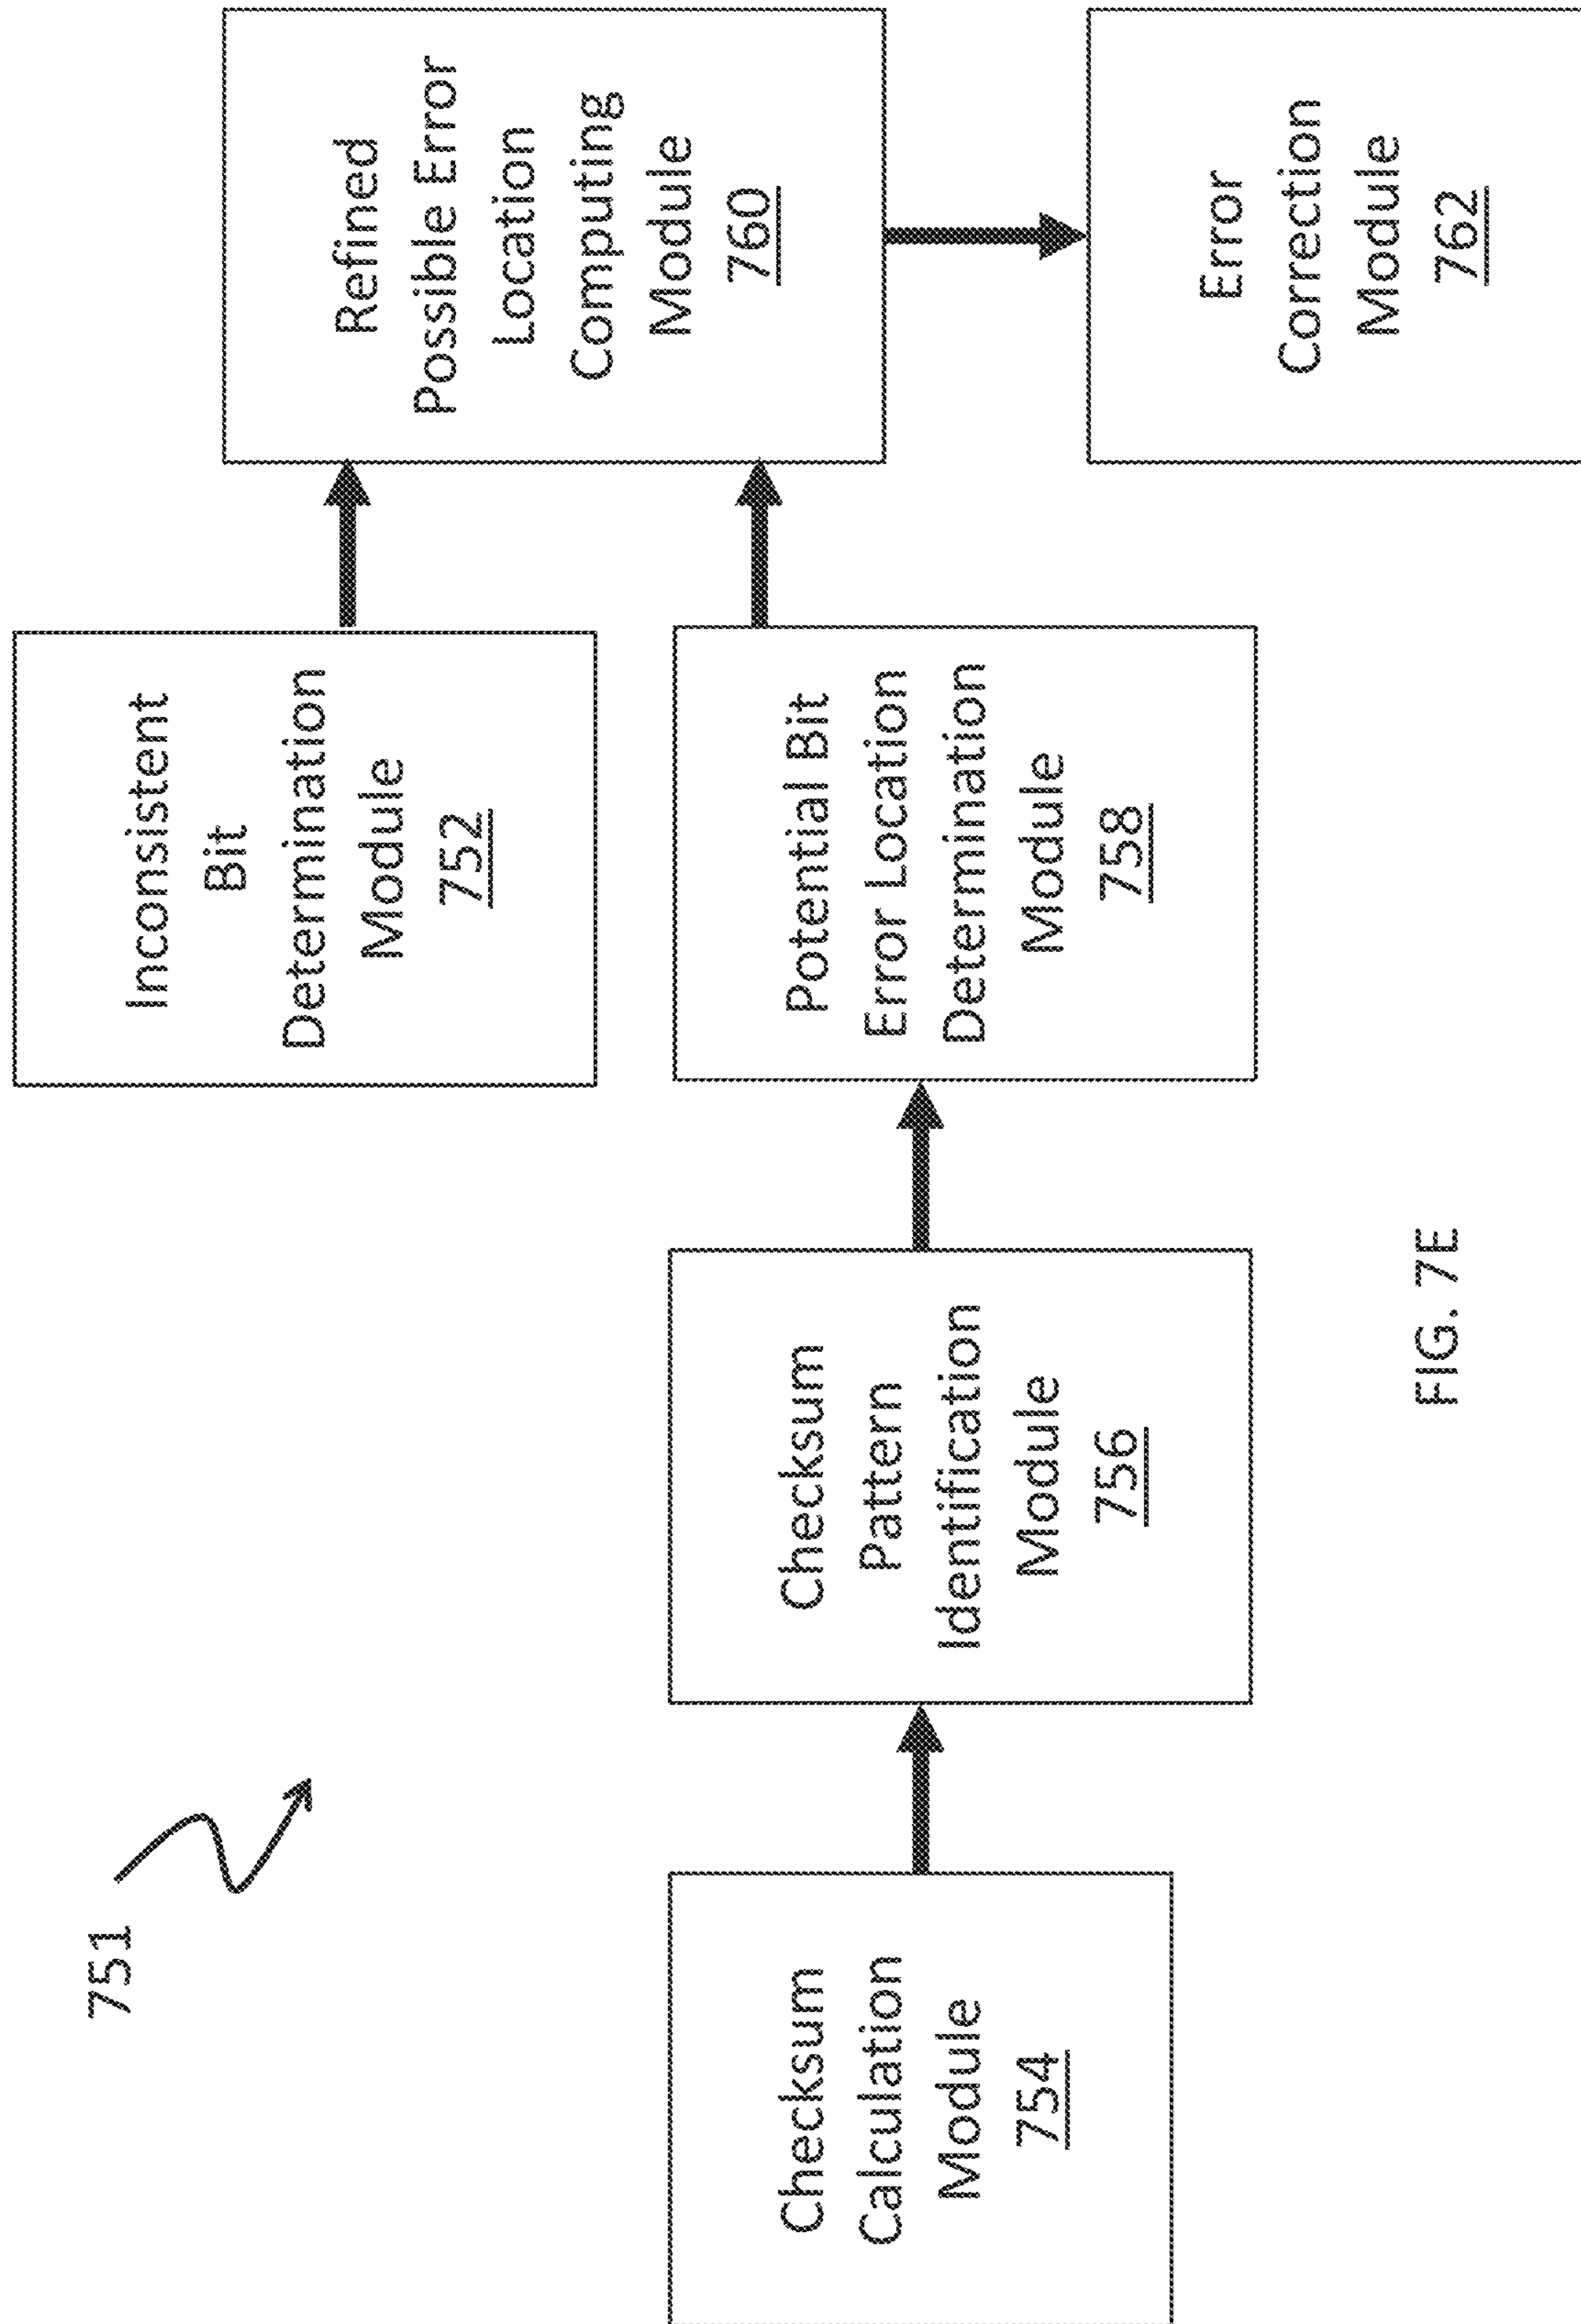 751
Checksum
Calculation
Module
754
Checksum
Pattern
Identification
Module
756
Inconsistent
Bit
Determination
Module
752
Potential Bit
Error Location
Determination
Module
758
Refined
Possible Error
Location
Computing
Module
760
Error
Correction
Module
762
FIG. 7E